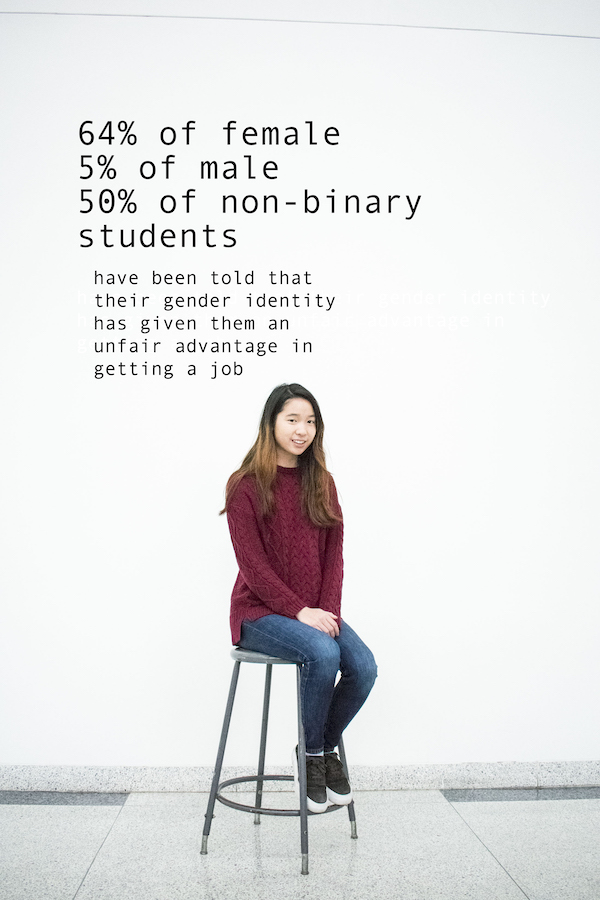 64% of female
5% of male
50% of non-binary
students
have been told that
their gender identity
has given them an
unfair advantage in
getting a job